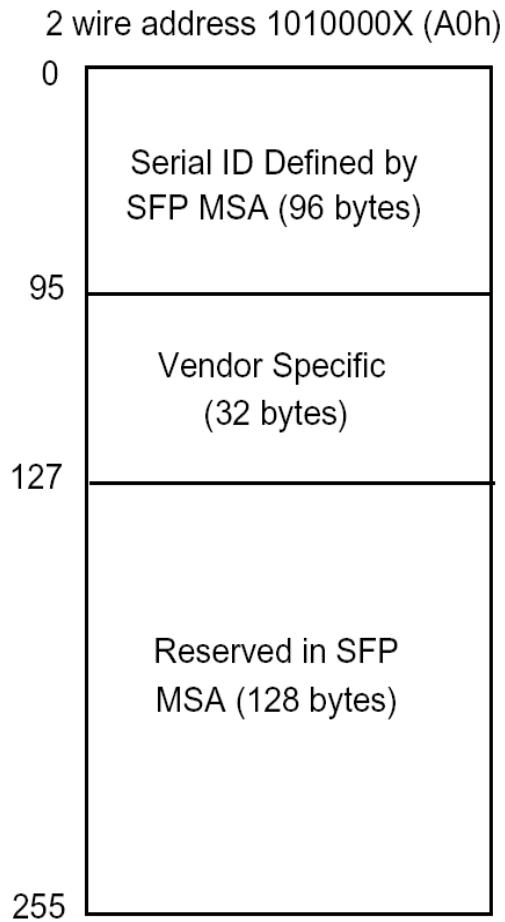 2 wire address 1010000X (A0h)
0
Serial ID Defined by
SFP MSA (96 bytes)
95
Vendor Specific
(32 bytes)
127
Reserved in SFP
MSA (128 bytes)
255